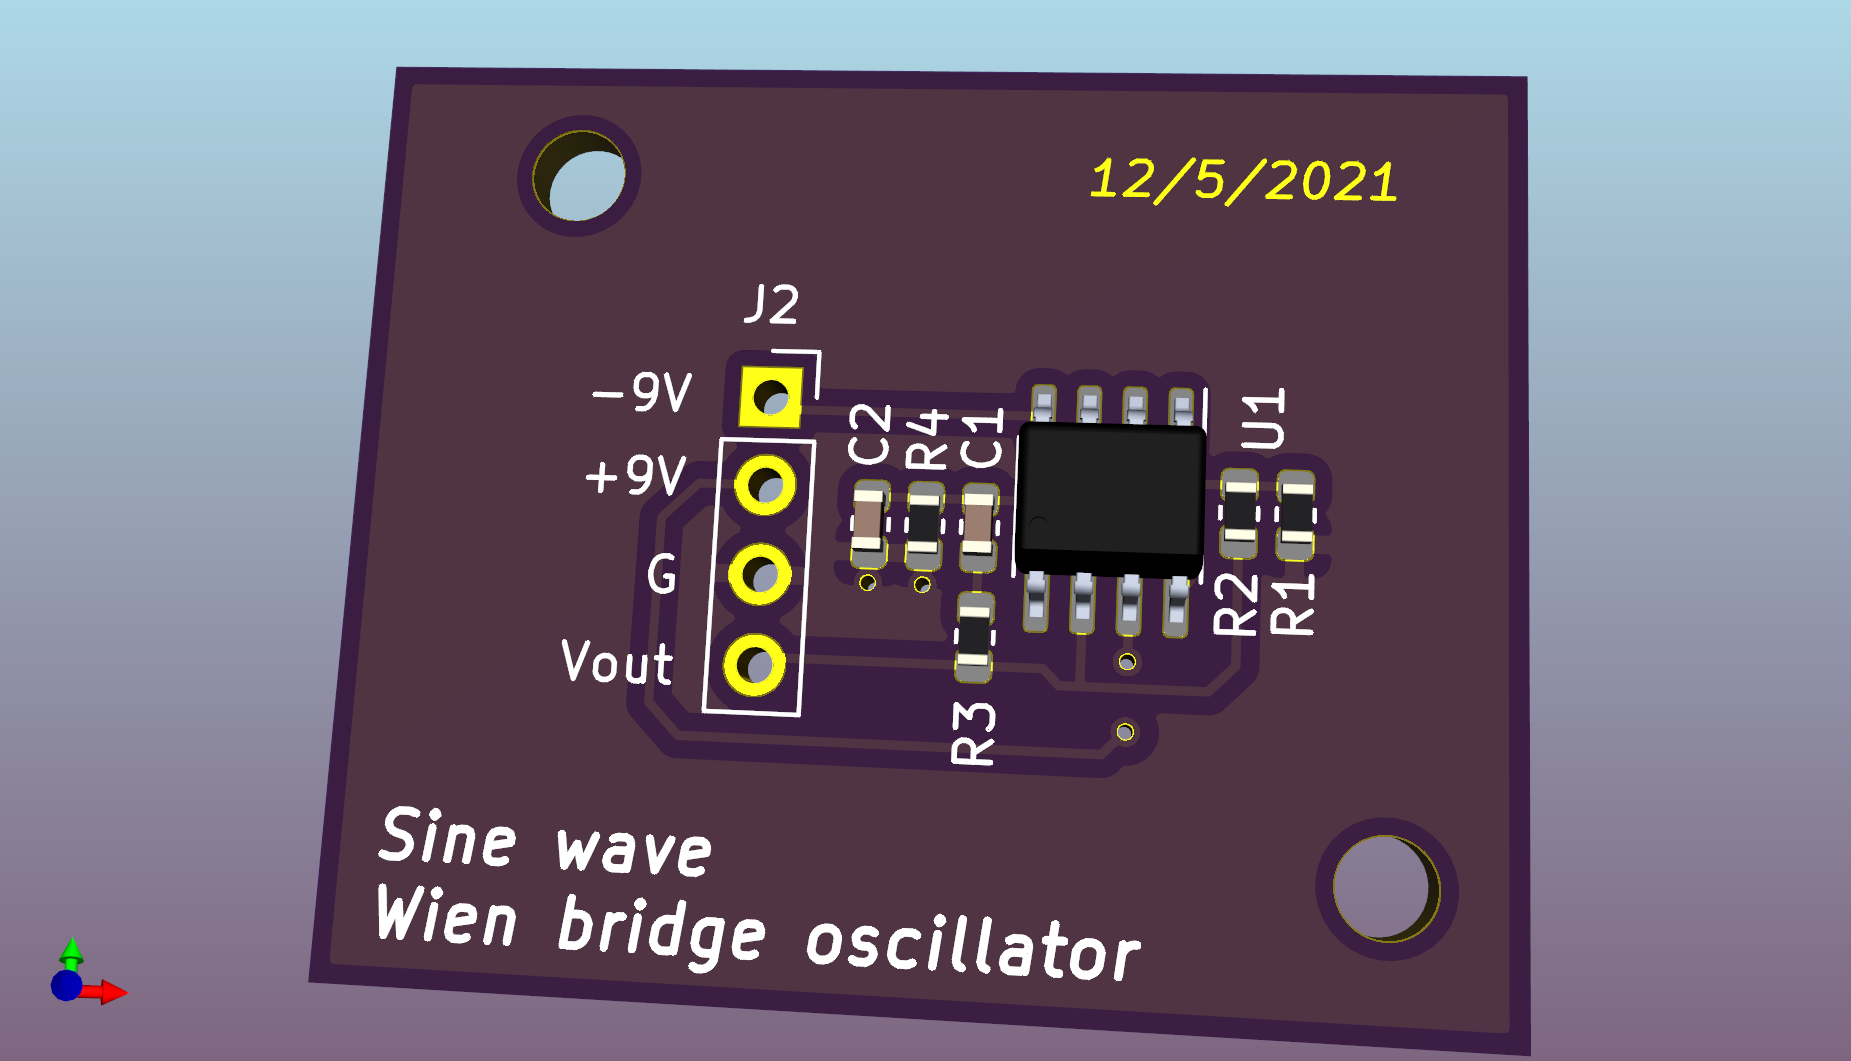 12/5/2021
J2
-9V
+9V
G
Vout
C2
R4
C1
U1
R2
R1
R3
Sine wave
Wien bridge oscillator